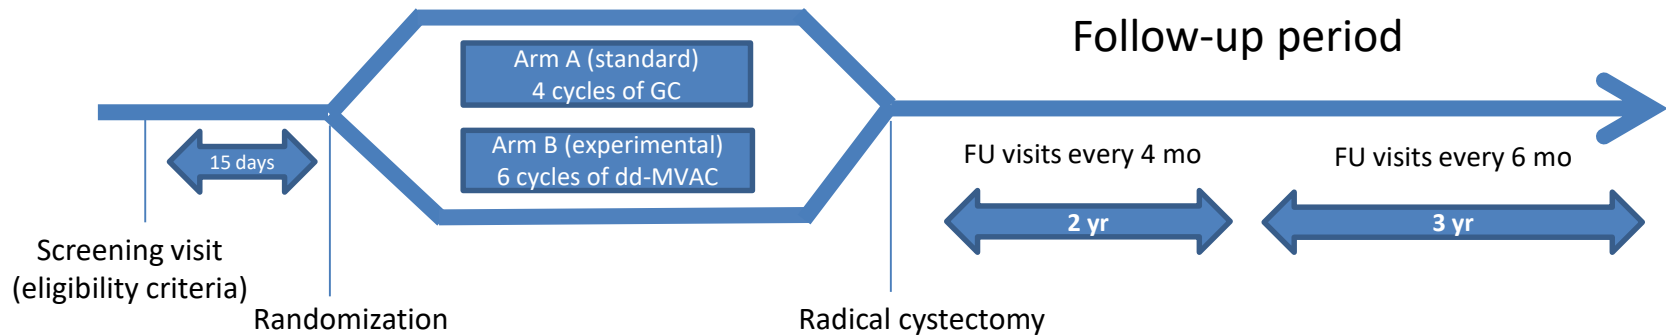 Follow-up period
Arm A (standard)
4 cycles of GC
Arm B (experimental)
6 cycles of dd-MVAC
15 days
FU visits every 4 mo
FU visits every 6 mo
2 yr
3 yr
Screening visit
(eligibility criteria)
Randomization
Radical cystectomy